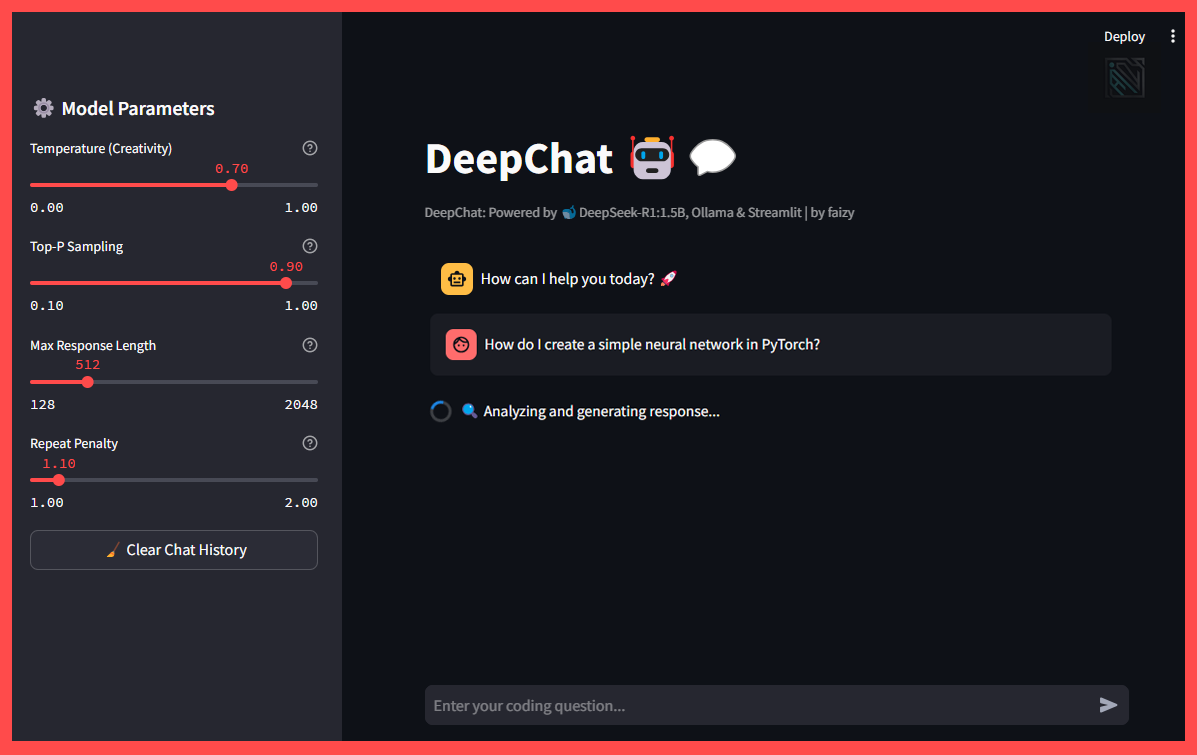 Deploy
Model Parameters
Temperature (Creativity)
0.70
0.00 1.00
Top-P Sampling
0.90
0.10 1.00
Max Response Length
512
128 2048
Repeat Penalty
1.10
1.00 2.00
Clear Chat History
DeepChat
DeepChat: Powered by 🐋 DeepSeek-R1:1.5B, Ollama & Streamlit | by faizy
How can I help you today? 🚀
How do I create a simple neural network in PyTorch?
🔍 Analyzing and generating response...
Enter your coding question...